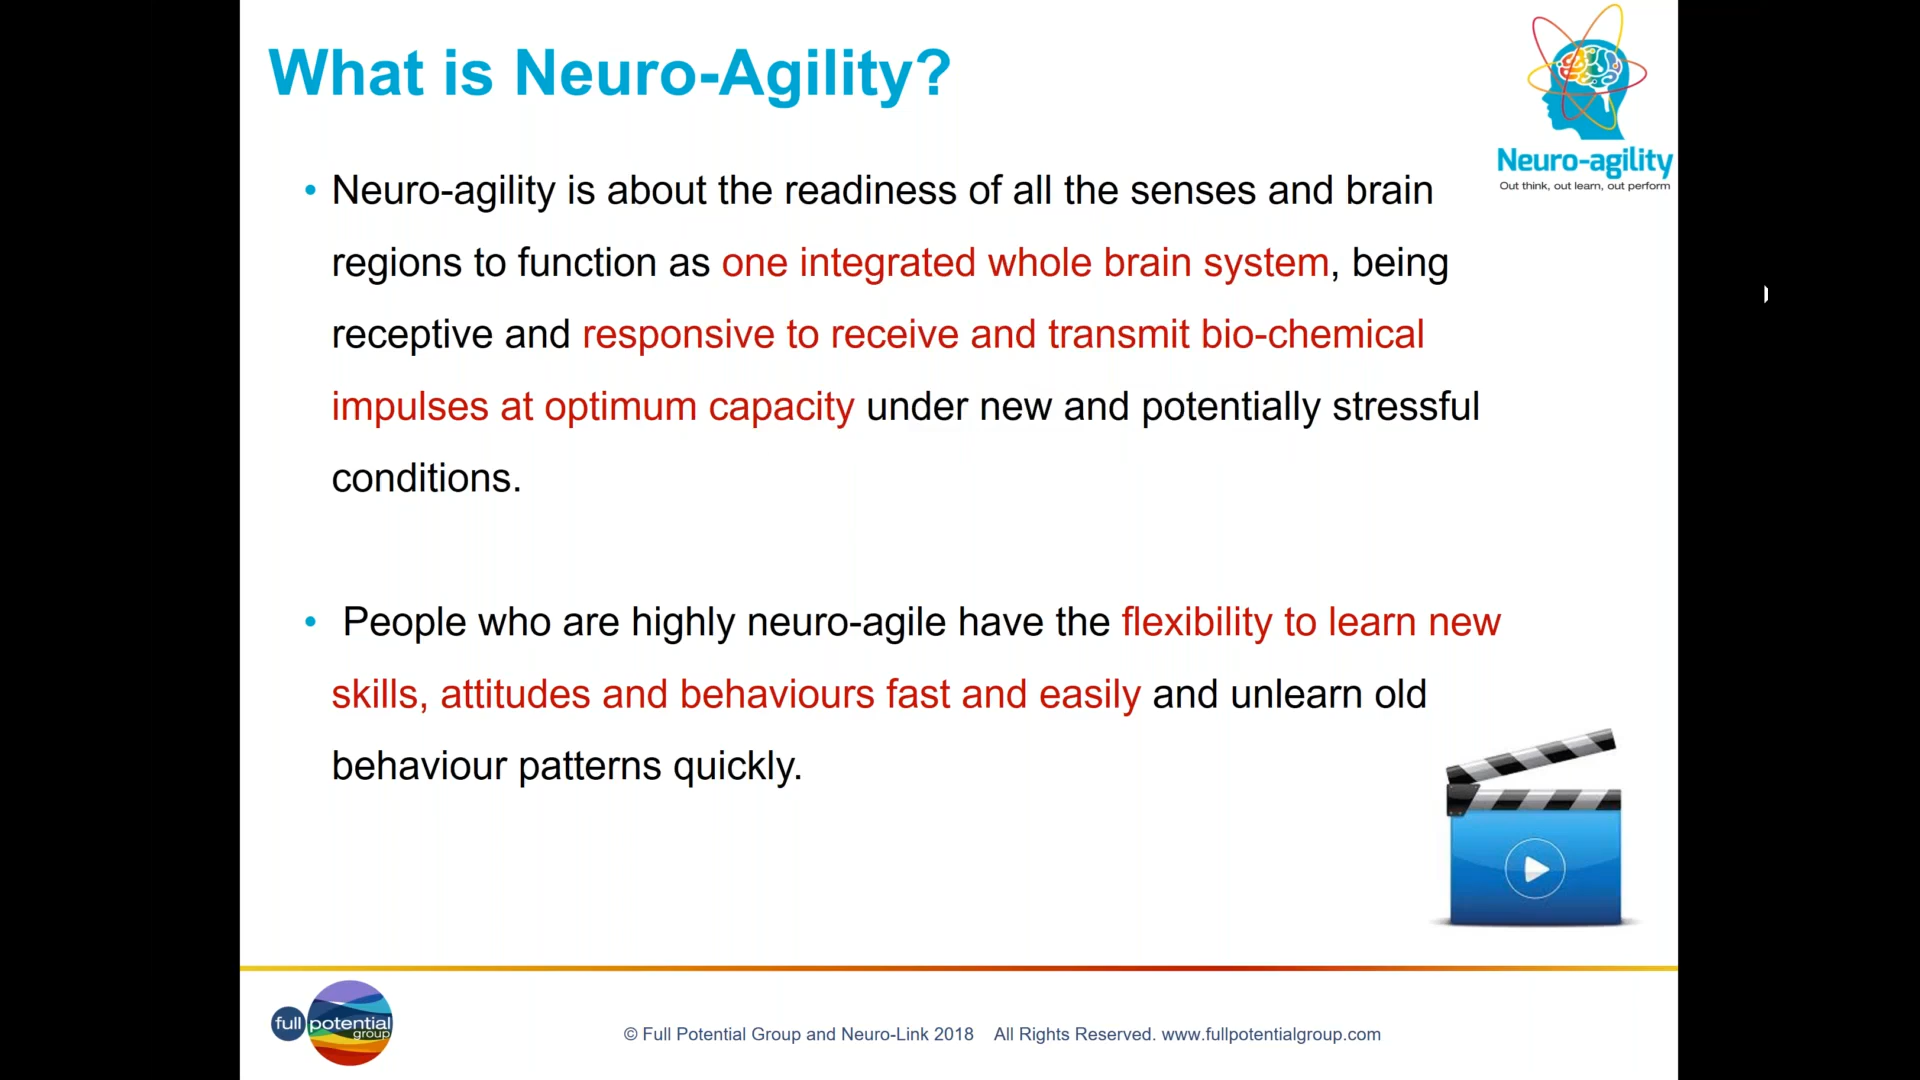 What is Neuro-Agility?
Neuro-agility
Out think, out learn, out perform
• Neuro-agility is about the readiness of all the senses and brain
regions to function as one integrated whole brain system, being
receptive and responsive to receive and transmit bio-chemical
impulses at optimum capacity under new and potentially stressful
conditions.
• People who are highly neuro-agile have the flexibility to learn new
skills, attitudes and behaviours fast and easily and unlearn old
behaviour patterns quickly.
full potential
group
© Full Potential Group and Neuro-Link 2018 All Rights Reserved. www.fullpotentialgroup.com